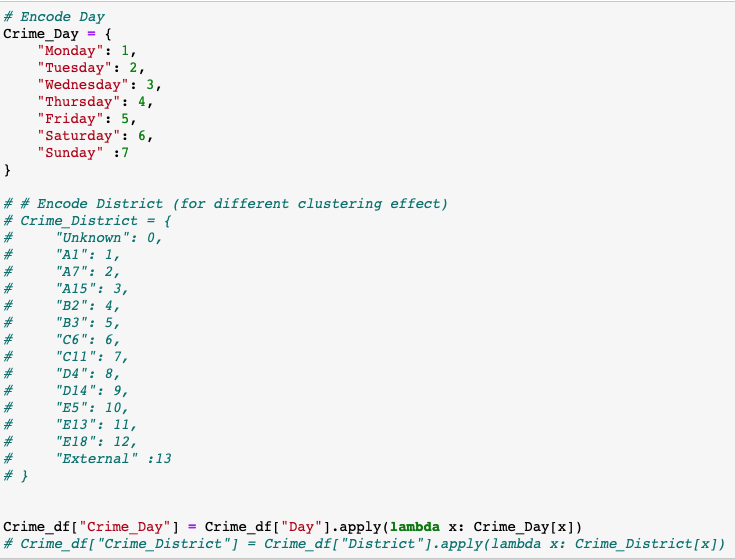 # Encode Day
Crime_Day = {
    "Monday": 1,
    "Tuesday": 2,
    "Wednesday": 3,
    "Thursday": 4,
    "Friday": 5,
    "Saturday": 6,
    "Sunday" :7
}
# # Encode District (for different clustering effect)
# Crime_District = {
#     "Unknown": 0,
#     "A1": 1,
#     "A7": 2,
#     "A15": 3,
#     "B2": 4,
#     "B3": 5,
#     "C6": 6,
#     "C11": 7,
#     "D4": 8,
#     "D14": 9,
#     "E5": 10,
#     "E13": 11,
#     "E18": 12,
#     "External" :13
# }
Crime_df["Crime_Day"] = Crime_df["Day"].apply(lambda x: Crime_Day[x])
# Crime_df["Crime_District"] = Crime_df["District"].apply(lambda x: Crime_District[x])